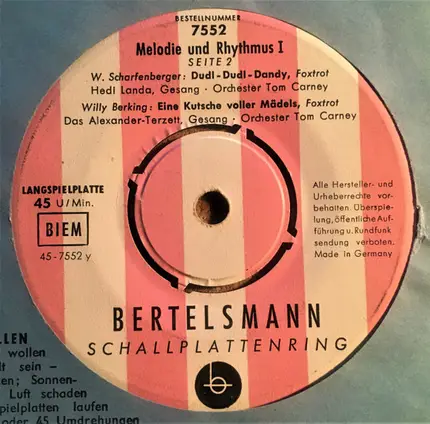 BESTELLNUMMER
7552
Melodie und Rhythmus I
SEITE 2
W. Scharfenberger: Dudl-Dudl-Dandy, Foxtrot
Hedi Landa, Gesang · Orchester Tom Carney
Willy Berking: Eine Kutsche voller Mädels, Foxtrot
Das Alexander-Terzett, Gesang · Orchester Tom Carney
LANGSPIELPLATTE
45 U/Min.
BIEM
45-7552 y
Alle Hersteller- und
Urheberrechte vor-
behalten. Überspie-
lung, öffentliche Auf-
führung u. Rundfunk
sendung verboten.
Made in Germany
BERTELSMANN
SCHALLPLATTENRING
b
LLEN
wollen
lt sein –
en; Sonnen-
Luft schaden
pielplatten laufen
oder 45 Umdrehungen